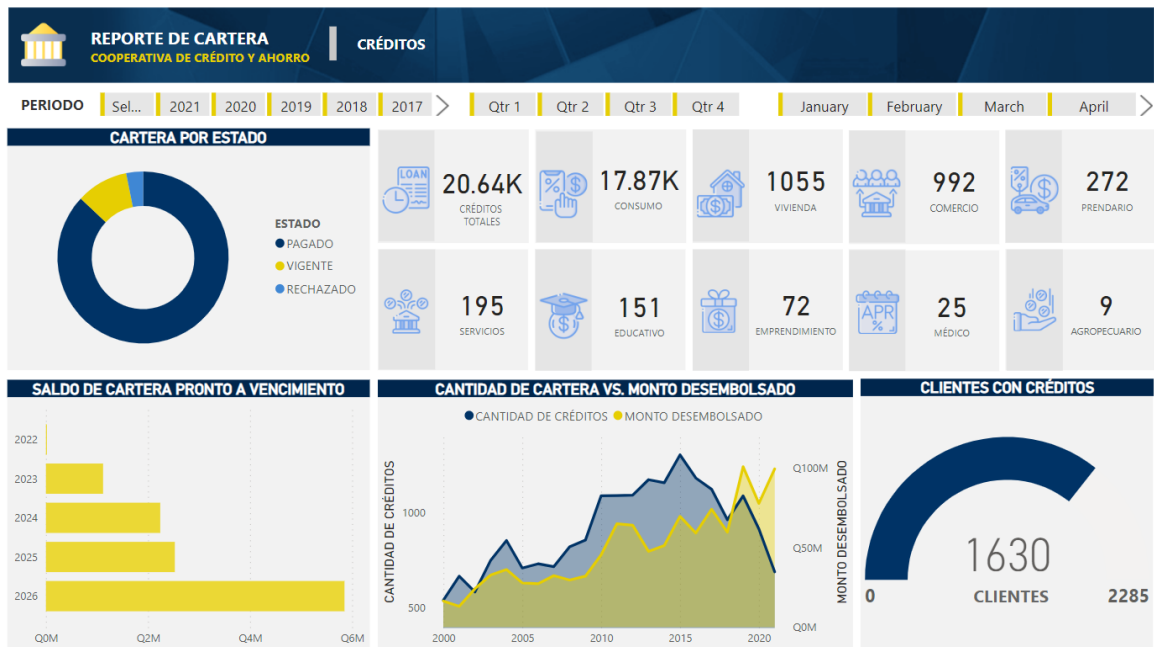 REPORTE DE CARTERA
COOPERATIVA DE CRÉDITO Y AHORRO
CRÉDITOS
PERIODO
Sel...
2021
2020
2019
2018
2017
Qtr 1
Qtr 2
Qtr 3
Qtr 4
January
February
March
April
CARTERA POR ESTADO
ESTADO
PAGADO
VIGENTE
RECHAZADO
LOAN
20.64K
CRÉDITOS
TOTALES
17.87K
CONSUMO
1055
VIVIENDA
992
COMERCIO
272
PRENDARIO
195
SERVICIOS
151
EDUCATIVO
72
EMPRENDIMIENTO
APR
%
25
MÉDICO
9
AGROPECUARIO
SALDO DE CARTERA PRONTO A VENCIMIENTO
2022
2023
2024
2025
2026
Q0M
Q2M
Q4M
Q6M
CANTIDAD DE CARTERA VS. MONTO DESEMBOLSADO
CANTIDAD DE CRÉDITOS
MONTO DESEMBOLSADO
CANTIDAD DE CRÉDITOS
1000
500
Q100M
Q50M
Q0M
MONTO DESEMBOLSADO
2000
2005
2010
2015
2020
CLIENTES CON CRÉDITOS
1630
CLIENTES
0
2285